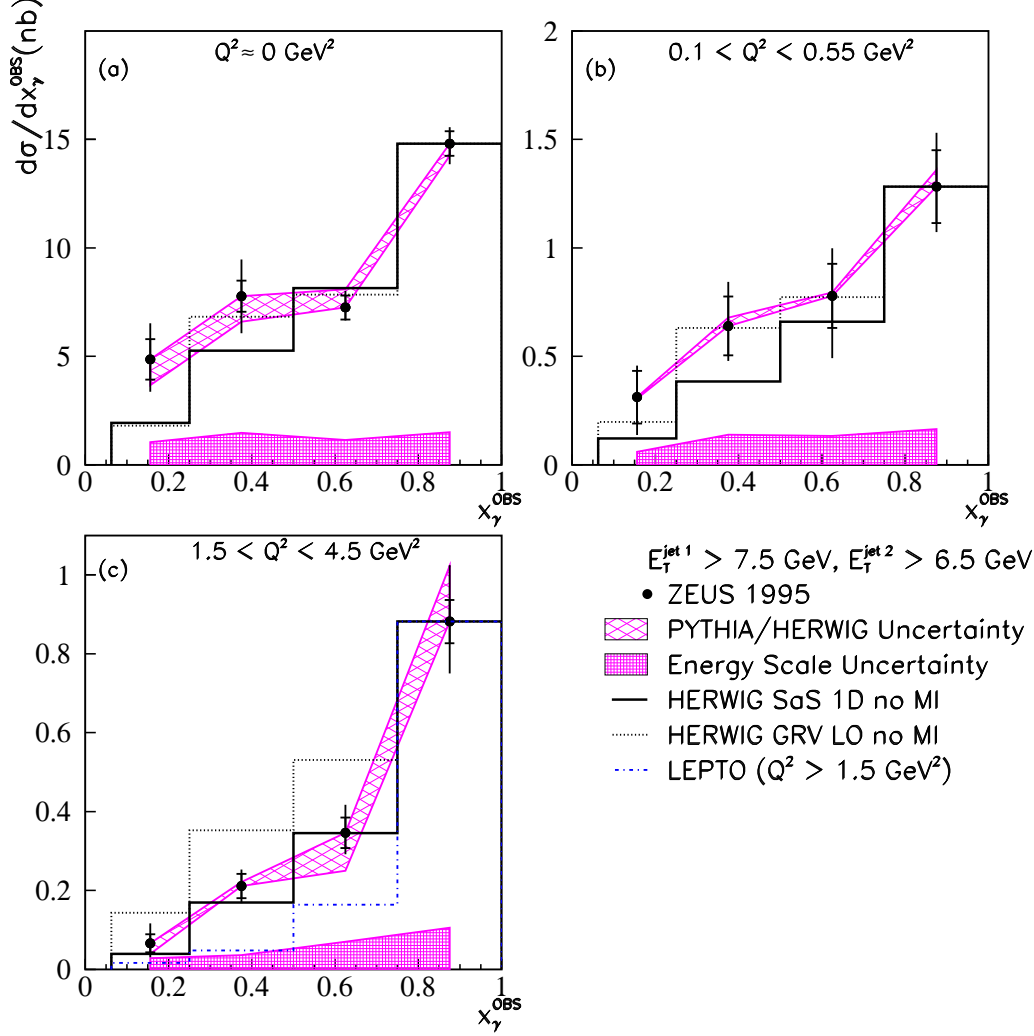 dσ/dxγ^OBS(nb)
Q² ≈ 0 GeV²
(a)
15
10
5
0
0 0.2 0.4 0.6 0.8 1
xγ^OBS
0.1 < Q² < 0.55 GeV²
(b)
2
1.5
1
0.5
0
0 0.2 0.4 0.6 0.8 1
xγ^OBS
1.5 < Q² < 4.5 GeV²
(c)
1
0.8
0.6
0.4
0.2
0
0 0.2 0.4 0.6 0.8 1
xγ^OBS
E_T^jet 1 > 7.5 GeV, E_T^jet 2 > 6.5 GeV
ZEUS 1995
PYTHIA/HERWIG Uncertainty
Energy Scale Uncertainty
HERWIG SaS 1D no MI
HERWIG GRV LO no MI
LEPTO (Q² > 1.5 GeV²)